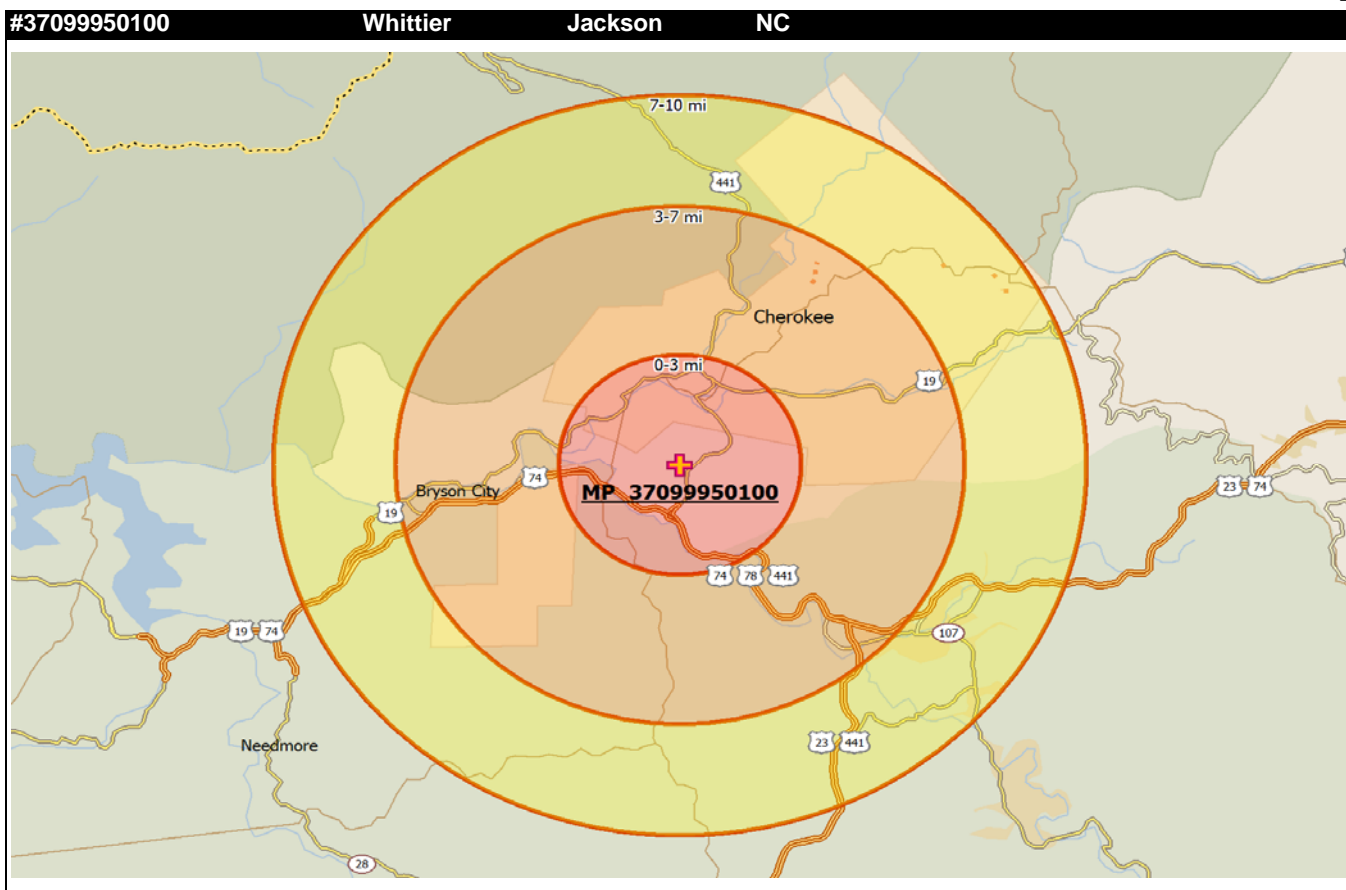 #37099950100 Whittier Jackson NC
7-10 mi
441
3-7 mi
Cherokee
0-3 mi
19
74
Bryson City
MP 37099950100
19
23 74
74 78 441
19 74
107
Needmore
23 441
28